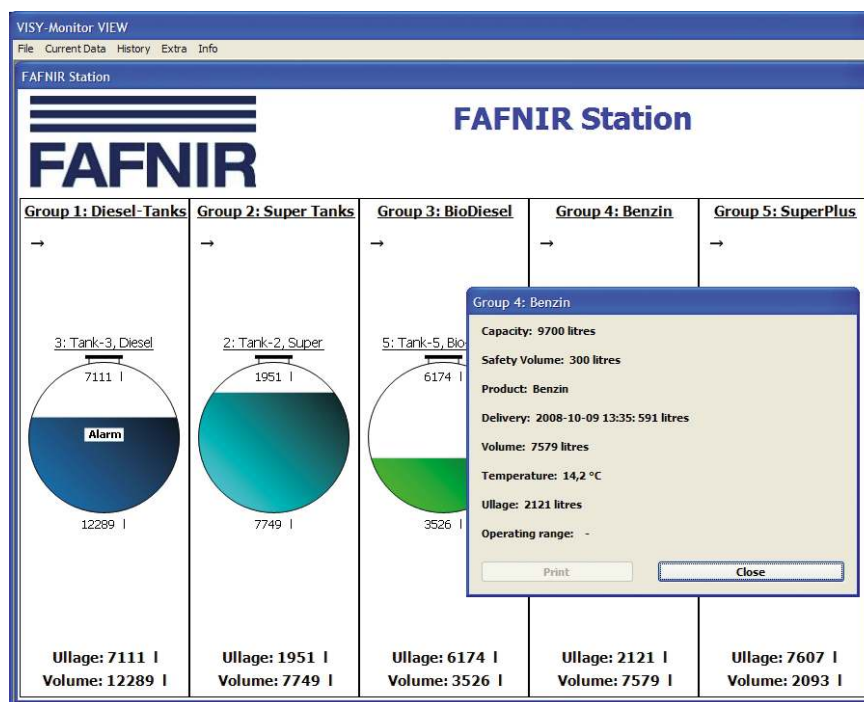 VISY-Monitor VIEW
File Current Data History Extra Info
FAFNIR Station
FAFNIR
FAFNIR Station
Group 1: Diesel-Tanks
→
3: Tank-3, Diesel
7111 l
Alarm
12289 l
Ullage: 7111 l
Volume: 12289 l
Group 2: Super Tanks
→
2: Tank-2, Super
1951 l
7749 l
Ullage: 1951 l
Volume: 7749 l
Group 3: BioDiesel
→
5: Tank-5, Bio
6174 l
3526 l
Ullage: 6174 l
Volume: 3526 l
Group 4: Benzin
→
Ullage: 2121 l
Volume: 7579 l
Group 5: SuperPlus
→
Ullage: 7607 l
Volume: 2093 l
Group 4: Benzin
Capacity: 9700 litres
Safety Volume: 300 litres
Product: Benzin
Delivery: 2008-10-09 13:35: 591 litres
Volume: 7579 litres
Temperature: 14,2 °C
Ullage: 2121 litres
Operating range: -
Print
Close